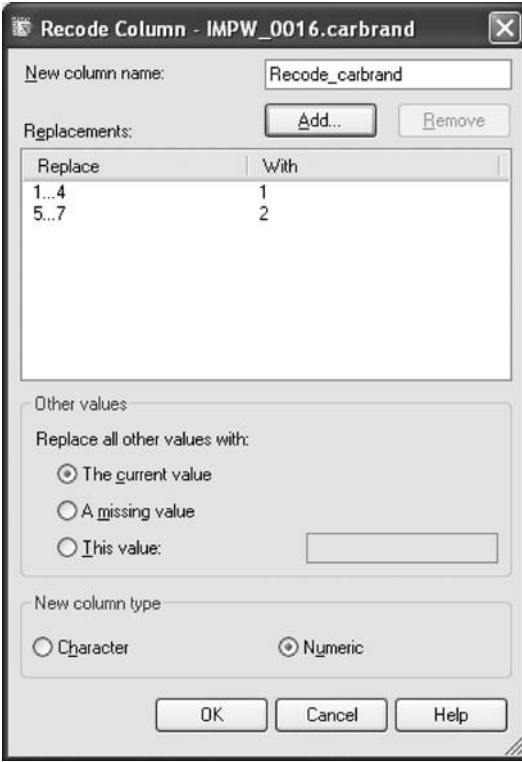 Recode Column - IMPW_0016.carbrand
New column name: Recode_carbrand
Replacements: Add... Remove
Replace With
1...4 1
5...7 2
Other values
Replace all other values with:
The current value
A missing value
This value:
New column type
Character Numeric
OK Cancel Help